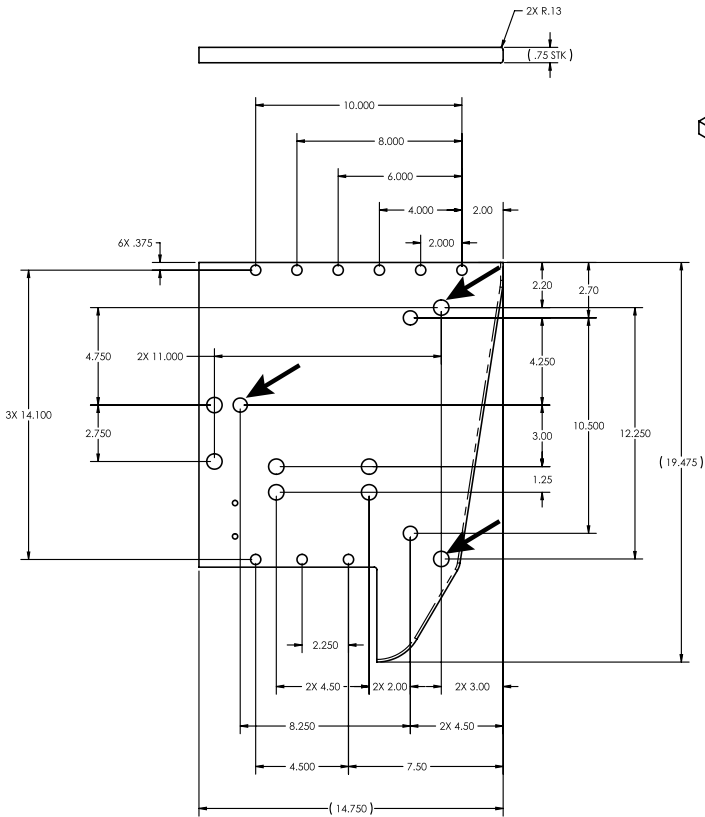 2X R.13
( .75 STK )
10.000
8.000
6.000
4.000
2.00
2.000
6X .375
2.20
2.70
4.750
2X 11.000
4.250
3X 14.100
2.750
3.00
10.500
12.250
( 19.475 )
1.25
2.250
2X 4.50
2X 2.00
2X 3.00
8.250
2X 4.50
4.500
7.50
( 14.750 )